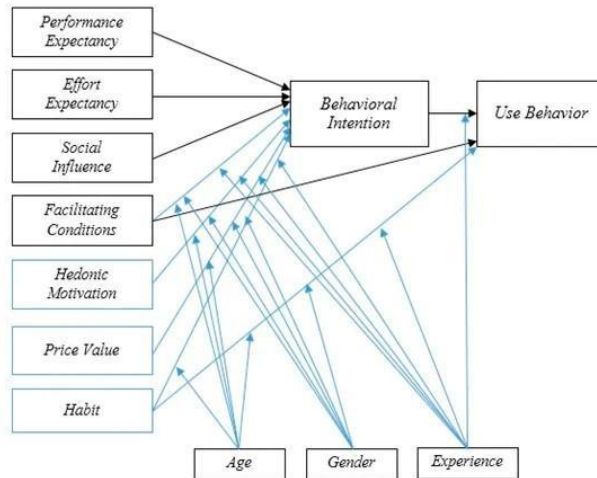 Performance
Expectancy
Effort
Expectancy
Social
Influence
Facilitating
Conditions
Hedonic
Motivation
Price Value
Habit
Behavioral
Intention
Use Behavior
Age
Gender
Experience